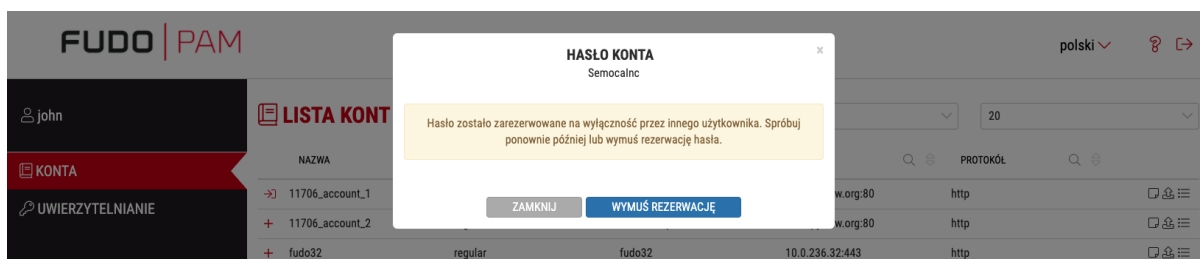 FUDO PAM
polski
HASŁO KONTA
x
SemocaInc
john
LISTA KONT
20
Hasło zostało zarezerwowane na wyłączność przez innego użytkownika. Spróbuj
ponownie później lub wymuś rezerwację hasła.
NAZWA
PROTOKÓŁ
KONTA
11706_account_1
w.org:80
http
UWIERZYTELNIANIE
ZAMKNIJ
WYMUŚ REZERWACJĘ
11706_account_2
w.org:80
http
fudo32
regular
fudo32
10.0.236.32:443
http